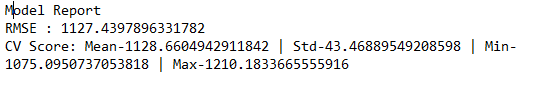 Model Report
RMSE : 1127.4397896331782
CV Score: Mean-1128.6604942911842 | Std-43.46889549208598 | Min-
1075.0950737053818 | Max-1210.1833665555916